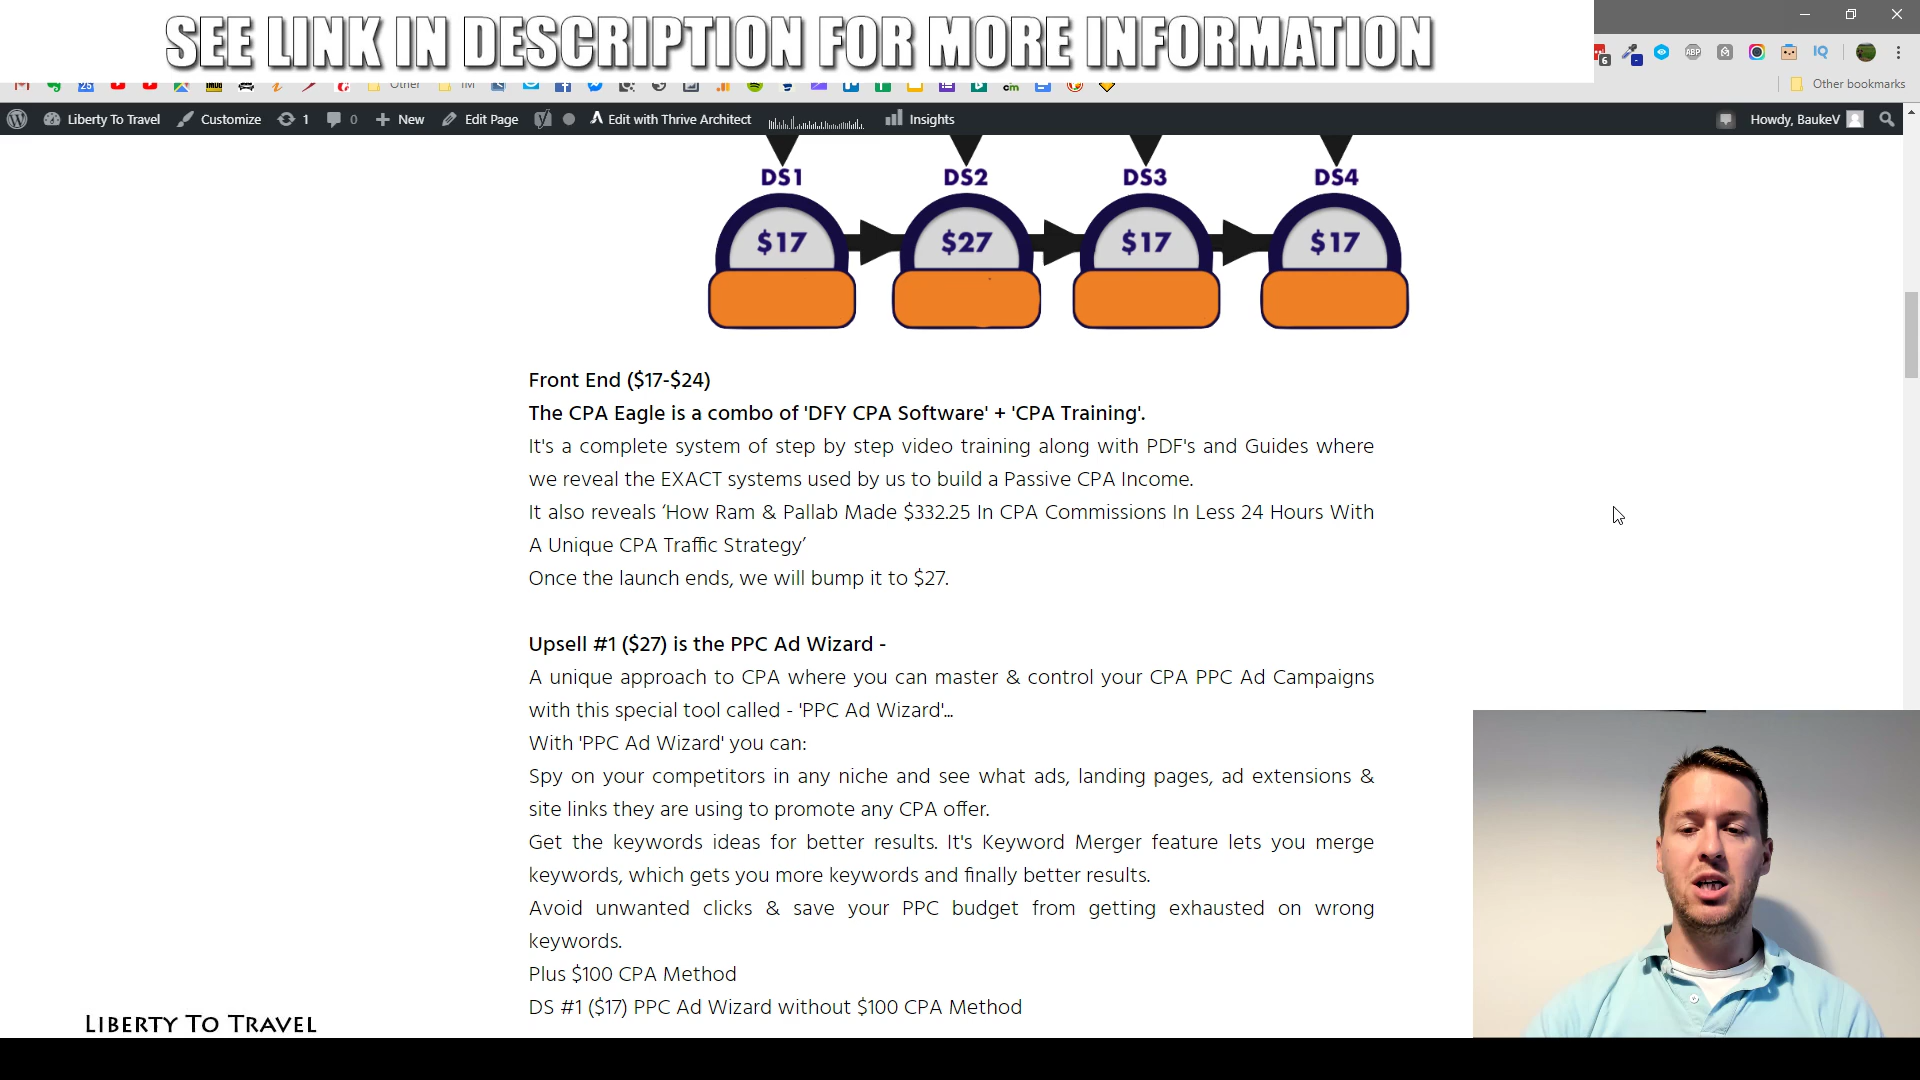 SEE LINK IN DESCRIPTION FOR MORE INFORMATION
6
ABP
IQ
25
Other
IM
cm
Other bookmarks
Liberty To Travel
Customize
1
0
New
Edit Page
Edit with Thrive Architect
Insights
Howdy, BaukeV
DS1
DS2
DS3
DS4
$17
$27
$17
$17
Front End ($17-$24)
The CPA Eagle is a combo of 'DFY CPA Software' + 'CPA Training'.
It's a complete system of step by step video training along with PDF's and Guides where
we reveal the EXACT systems used by us to build a Passive CPA Income.
It also reveals ‘How Ram & Pallab Made $332.25 In CPA Commissions In Less 24 Hours With
A Unique CPA Traffic Strategy’
Once the launch ends, we will bump it to $27.
Upsell #1 ($27) is the PPC Ad Wizard -
A unique approach to CPA where you can master & control your CPA PPC Ad Campaigns
with this special tool called - 'PPC Ad Wizard'...
With 'PPC Ad Wizard' you can:
Spy on your competitors in any niche and see what ads, landing pages, ad extensions &
site links they are using to promote any CPA offer.
Get the keywords ideas for better results. It's Keyword Merger feature lets you merge
keywords, which gets you more keywords and finally better results.
Avoid unwanted clicks & save your PPC budget from getting exhausted on wrong
keywords.
Plus $100 CPA Method
DS #1 ($17) PPC Ad Wizard without $100 CPA Method
LIBERTY TO TRAVEL